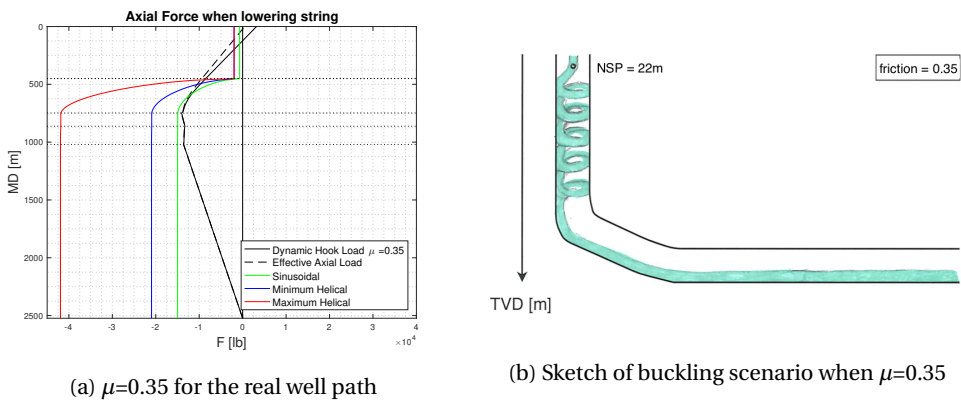 Axial Force when lowering string
0
500
1000
1500
2000
2500
MD [m]
-4
-3
-2
-1
0
1
2
3
4
×10⁴
F [lb]
Dynamic Hook Load μ =0.35
Effective Axial Load
Sinusoidal
Minimum Helical
Maximum Helical
(a) μ=0.35 for the real well path
NSP = 22m
friction = 0.35
TVD [m]
(b) Sketch of buckling scenario when μ=0.35